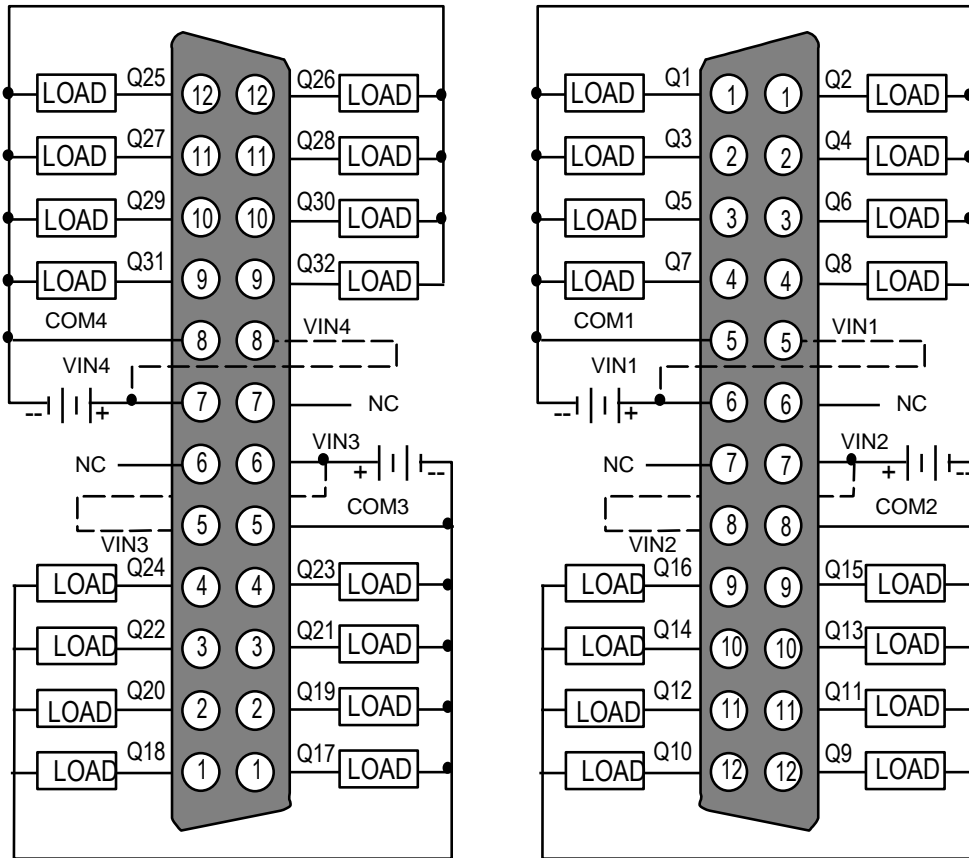 Q25 12 12 Q26 Q1 1 1 Q2
LOAD LOAD LOAD LOAD
Q27 11 11 Q28 Q3 2 2 Q4
LOAD LOAD LOAD LOAD
Q29 10 10 Q30 Q5 3 3 Q6
LOAD LOAD LOAD LOAD
Q31 9 9 Q32 Q7 4 4 Q8
LOAD LOAD LOAD LOAD
COM4 8 8 VIN4 COM1 5 5 VIN1
VIN4 VIN1
-- + 7 7 NC -- + 6 6 NC
VIN3 VIN2
NC 6 6 + -- NC 7 7 + --
COM3 COM2
5 5 8 8
VIN3 VIN2
Q24 4 4 Q23 Q16 9 9 Q15
LOAD LOAD LOAD LOAD
Q22 3 3 Q21 Q14 10 10 Q13
LOAD LOAD LOAD LOAD
Q20 2 2 Q19 Q12 11 11 Q11
LOAD LOAD LOAD LOAD
Q18 1 1 Q17 Q10 12 12 Q9
LOAD LOAD LOAD LOAD